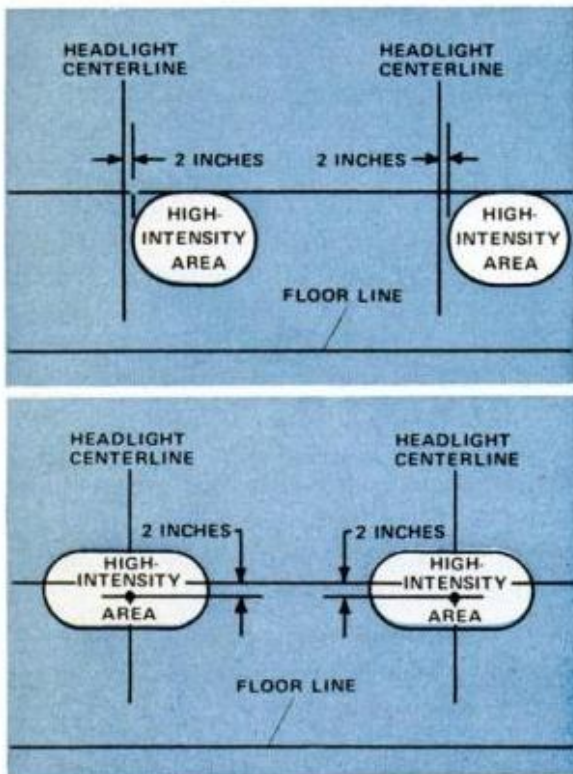 HEADLIGHT
CENTERLINE
HEADLIGHT
CENTERLINE
2 INCHES
2 INCHES
HIGH-
INTENSITY
AREA
HIGH-
INTENSITY
AREA
FLOOR LINE
HEADLIGHT
CENTERLINE
HEADLIGHT
CENTERLINE
2 INCHES
2 INCHES
HIGH-
INTENSITY
AREA
HIGH-
INTENSITY
AREA
FLOOR LINE